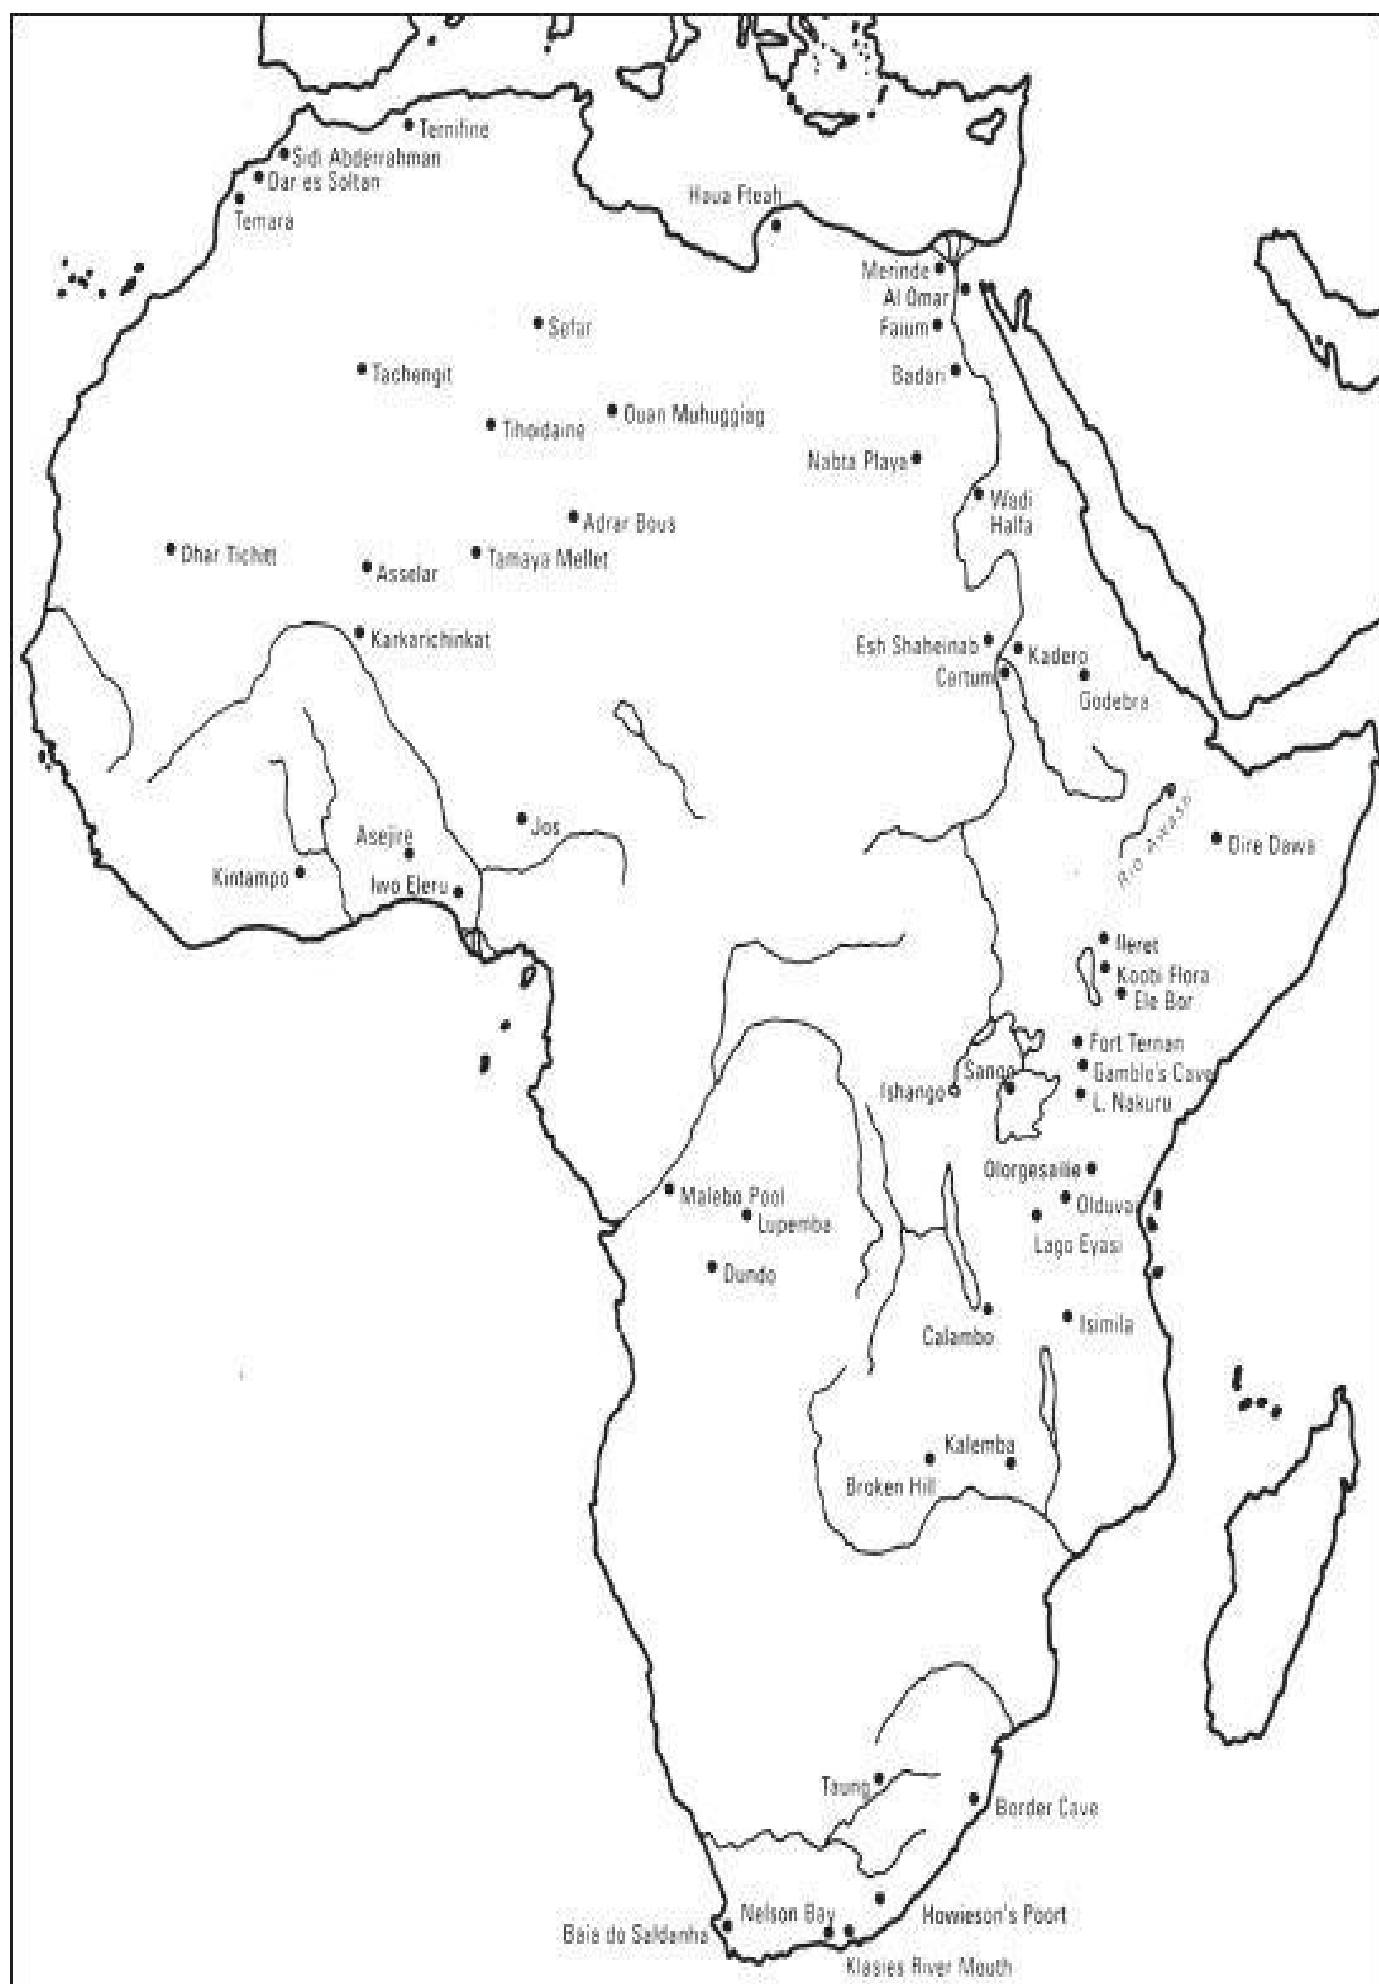 Ternifine
Sidi Abderrahman
Dar es Soltan
Temara
Haua Fteah
Merinde
Al Omar
Faium
Sefar
Tachengit
Badari
Ouan Muhuggiag
Tihoidaine
Nabta Playa
Wadi
Halfa
Adrar Bous
Dhar Tichitt
Tamaya Mellet
Asselar
Karkarichinkat
Esh Shaheinab
Kadero
Cartum
Godebra
Jos
Asejire
Rio Awaso
Dire Dawa
Kintampo
Iwo Eleru
Ileret
Koobi Flora
Ele Bor
Fort Ternan
Sango
Gamble's Cave
Ishango
L. Nakuru
Olorgesailie
Malebo Pool
Olduvai
Lupemba
Lago Eyasi
Dundo
Calambo
Isimila
Kalemba
Broken Hill
Taung
Border Cave
Nelson Bay
Howieson's Poort
Baia do Saldanha
Klasies River Mouth